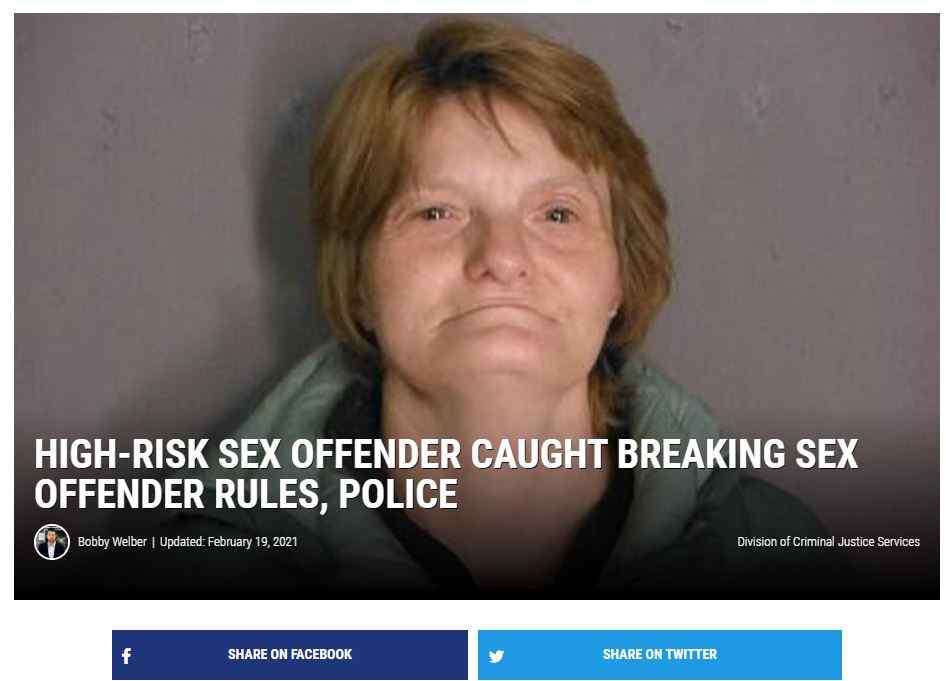 HIGH-RISK SEX OFFENDER CAUGHT BREAKING SEX
OFFENDER RULES, POLICE
Bobby Welber | Updated: February 19, 2021
Division of Criminal Justice Services
SHARE ON FACEBOOK
SHARE ON TWITTER